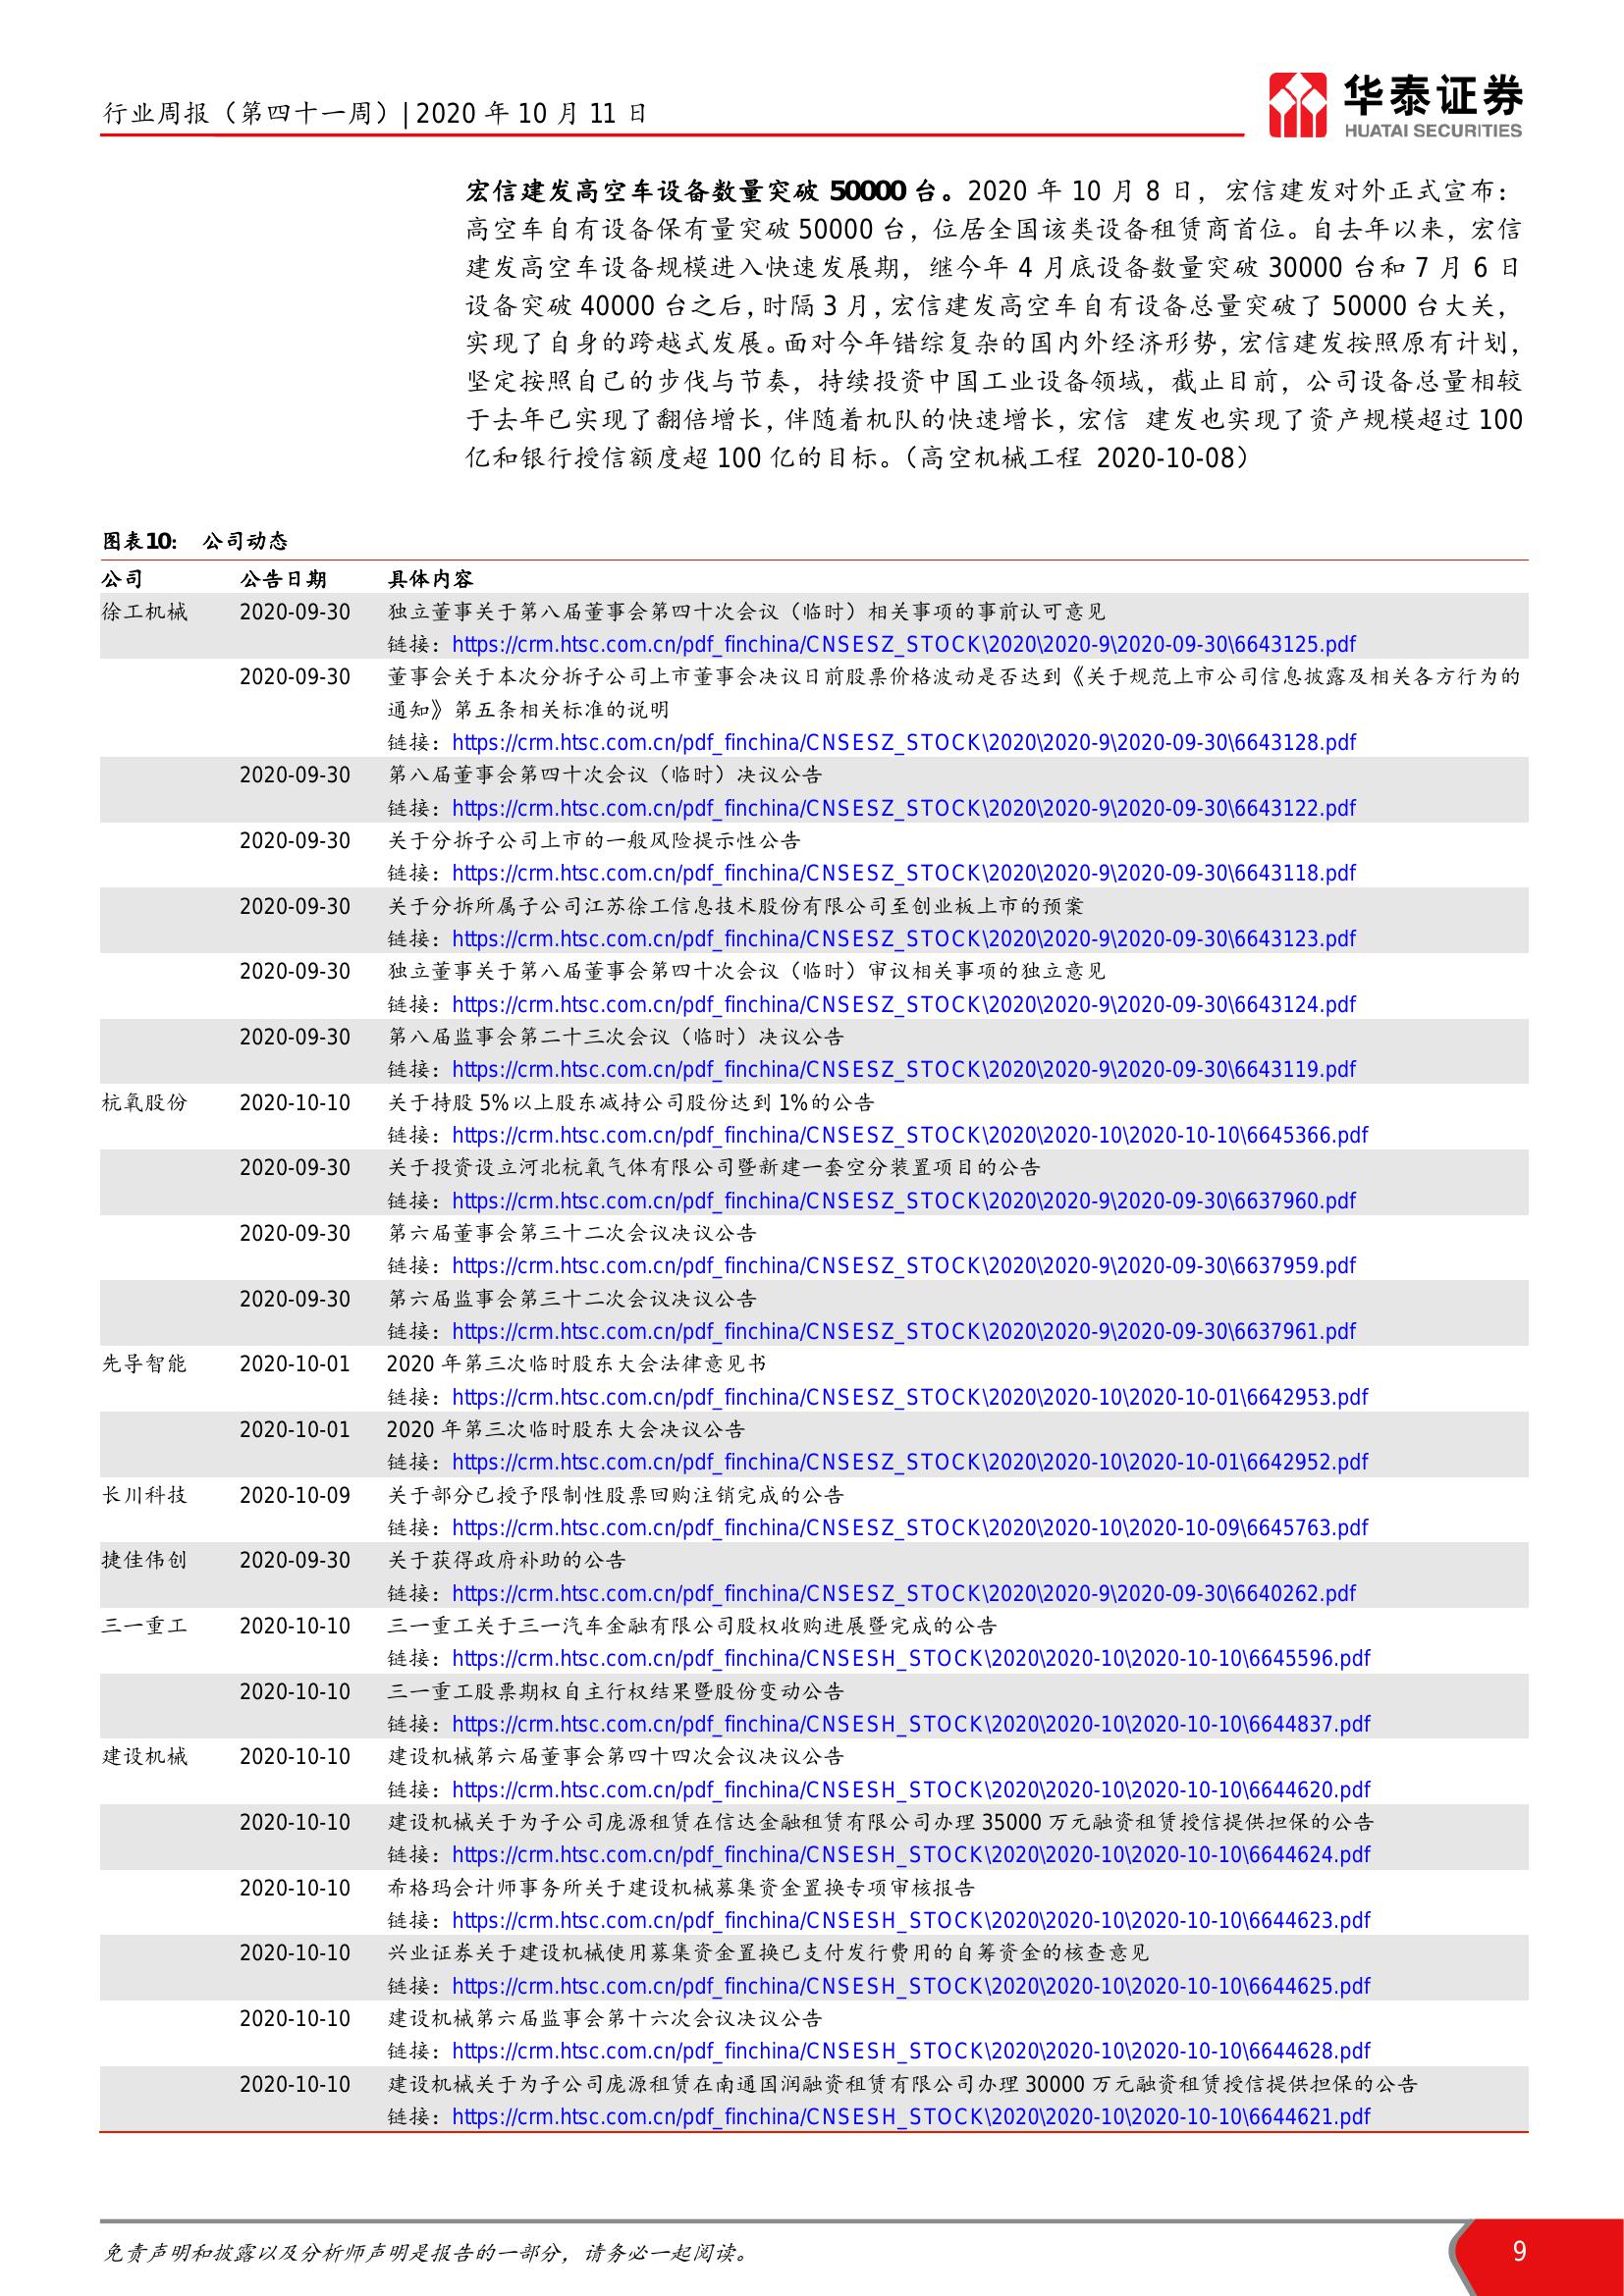 行业周报（第四十一周）| 2020 年 10 月 11 日
华泰证券
HUATAI SECURITIES
宏信建发高空车设备数量突破 50000 台。2020 年 10 月 8 日，宏信建发对外正式宣布：
高空车自有设备保有量突破 50000 台，位居全国该类设备租赁商首位。自去年以来，宏信
建发高空车设备规模进入快速发展期，继今年 4 月底设备数量突破 30000 台和 7 月 6 日
设备突破 40000 台之后，时隔 3 月，宏信建发高空车自有设备总量突破了 50000 台大关，
实现了自身的跨越式发展。面对今年错综复杂的国内外经济形势，宏信建发按照原有计划，
坚定按照自己的步伐与节奏，持续投资中国工业设备领域，截止目前，公司设备总量相较
于去年已实现了翻倍增长，伴随着机队的快速增长，宏信 建发也实现了资产规模超过 100
亿和银行授信额度超 100 亿的目标。（高空机械工程 2020-10-08）
图表10： 公司动态
公司 公告日期 具体内容
徐工机械 2020-09-30 独立董事关于第八届董事会第四十次会议（临时）相关事项的事前认可意见
链接：https://crm.htsc.com.cn/pdf_finchina/CNSESZ_STOCK\2020\2020-9\2020-09-30\6643125.pdf
2020-09-30 董事会关于本次分拆子公司上市董事会决议日前股票价格波动是否达到《关于规范上市公司信息披露及相关各方行为的
通知》第五条相关标准的说明
链接：https://crm.htsc.com.cn/pdf_finchina/CNSESZ_STOCK\2020\2020-9\2020-09-30\6643128.pdf
2020-09-30 第八届董事会第四十次会议（临时）决议公告
链接：https://crm.htsc.com.cn/pdf_finchina/CNSESZ_STOCK\2020\2020-9\2020-09-30\6643122.pdf
2020-09-30 关于分拆子公司上市的一般风险提示性公告
链接：https://crm.htsc.com.cn/pdf_finchina/CNSESZ_STOCK\2020\2020-9\2020-09-30\6643118.pdf
2020-09-30 关于分拆所属子公司江苏徐工信息技术股份有限公司至创业板上市的预案
链接：https://crm.htsc.com.cn/pdf_finchina/CNSESZ_STOCK\2020\2020-9\2020-09-30\6643123.pdf
2020-09-30 独立董事关于第八届董事会第四十次会议（临时）审议相关事项的独立意见
链接：https://crm.htsc.com.cn/pdf_finchina/CNSESZ_STOCK\2020\2020-9\2020-09-30\6643124.pdf
2020-09-30 第八届监事会第二十三次会议（临时）决议公告
链接：https://crm.htsc.com.cn/pdf_finchina/CNSESZ_STOCK\2020\2020-9\2020-09-30\6643119.pdf
杭氧股份 2020-10-10 关于持股 5%以上股东减持公司股份达到 1%的公告
链接：https://crm.htsc.com.cn/pdf_finchina/CNSESZ_STOCK\2020\2020-10\2020-10-10\6645366.pdf
2020-09-30 关于投资设立河北杭氧气体有限公司暨新建一套空分装置项目的公告
链接：https://crm.htsc.com.cn/pdf_finchina/CNSESZ_STOCK\2020\2020-9\2020-09-30\6637960.pdf
2020-09-30 第六届董事会第三十二次会议决议公告
链接：https://crm.htsc.com.cn/pdf_finchina/CNSESZ_STOCK\2020\2020-9\2020-09-30\6637959.pdf
2020-09-30 第六届监事会第三十二次会议决议公告
链接：https://crm.htsc.com.cn/pdf_finchina/CNSESZ_STOCK\2020\2020-9\2020-09-30\6637961.pdf
先导智能 2020-10-01 2020 年第三次临时股东大会法律意见书
链接：https://crm.htsc.com.cn/pdf_finchina/CNSESZ_STOCK\2020\2020-10\2020-10-01\6642953.pdf
2020-10-01 2020 年第三次临时股东大会决议公告
链接：https://crm.htsc.com.cn/pdf_finchina/CNSESZ_STOCK\2020\2020-10\2020-10-01\6642952.pdf
长川科技 2020-10-09 关于部分已授予限制性股票回购注销完成的公告
链接：https://crm.htsc.com.cn/pdf_finchina/CNSESZ_STOCK\2020\2020-10\2020-10-09\6645763.pdf
捷佳伟创 2020-09-30 关于获得政府补助的公告
链接：https://crm.htsc.com.cn/pdf_finchina/CNSESZ_STOCK\2020\2020-9\2020-09-30\6640262.pdf
三一重工 2020-10-10 三一重工关于三一汽车金融有限公司股权收购进展暨完成的公告
链接：https://crm.htsc.com.cn/pdf_finchina/CNSESH_STOCK\2020\2020-10\2020-10-10\6645596.pdf
2020-10-10 三一重工股票期权自主行权结果暨股份变动公告
链接：https://crm.htsc.com.cn/pdf_finchina/CNSESH_STOCK\2020\2020-10\2020-10-10\6644837.pdf
建设机械 2020-10-10 建设机械第六届董事会第四十四次会议决议公告
链接：https://crm.htsc.com.cn/pdf_finchina/CNSESH_STOCK\2020\2020-10\2020-10-10\6644620.pdf
2020-10-10 建设机械关于为子公司庞源租赁在信达金融租赁有限公司办理 35000 万元融资租赁授信提供担保的公告
链接：https://crm.htsc.com.cn/pdf_finchina/CNSESH_STOCK\2020\2020-10\2020-10-10\6644624.pdf
2020-10-10 希格玛会计师事务所关于建设机械募集资金置换专项审核报告
链接：https://crm.htsc.com.cn/pdf_finchina/CNSESH_STOCK\2020\2020-10\2020-10-10\6644623.pdf
2020-10-10 兴业证券关于建设机械使用募集资金置换已支付发行费用的自筹资金的核查意见
链接：https://crm.htsc.com.cn/pdf_finchina/CNSESH_STOCK\2020\2020-10\2020-10-10\6644625.pdf
2020-10-10 建设机械第六届监事会第十六次会议决议公告
链接：https://crm.htsc.com.cn/pdf_finchina/CNSESH_STOCK\2020\2020-10\2020-10-10\6644628.pdf
2020-10-10 建设机械关于为子公司庞源租赁在南通国润融资租赁有限公司办理 30000 万元融资租赁授信提供担保的公告
链接：https://crm.htsc.com.cn/pdf_finchina/CNSESH_STOCK\2020\2020-10\2020-10-10\6644621.pdf
免责声明和披露以及分析师声明是报告的一部分，请务必一起阅读。 9